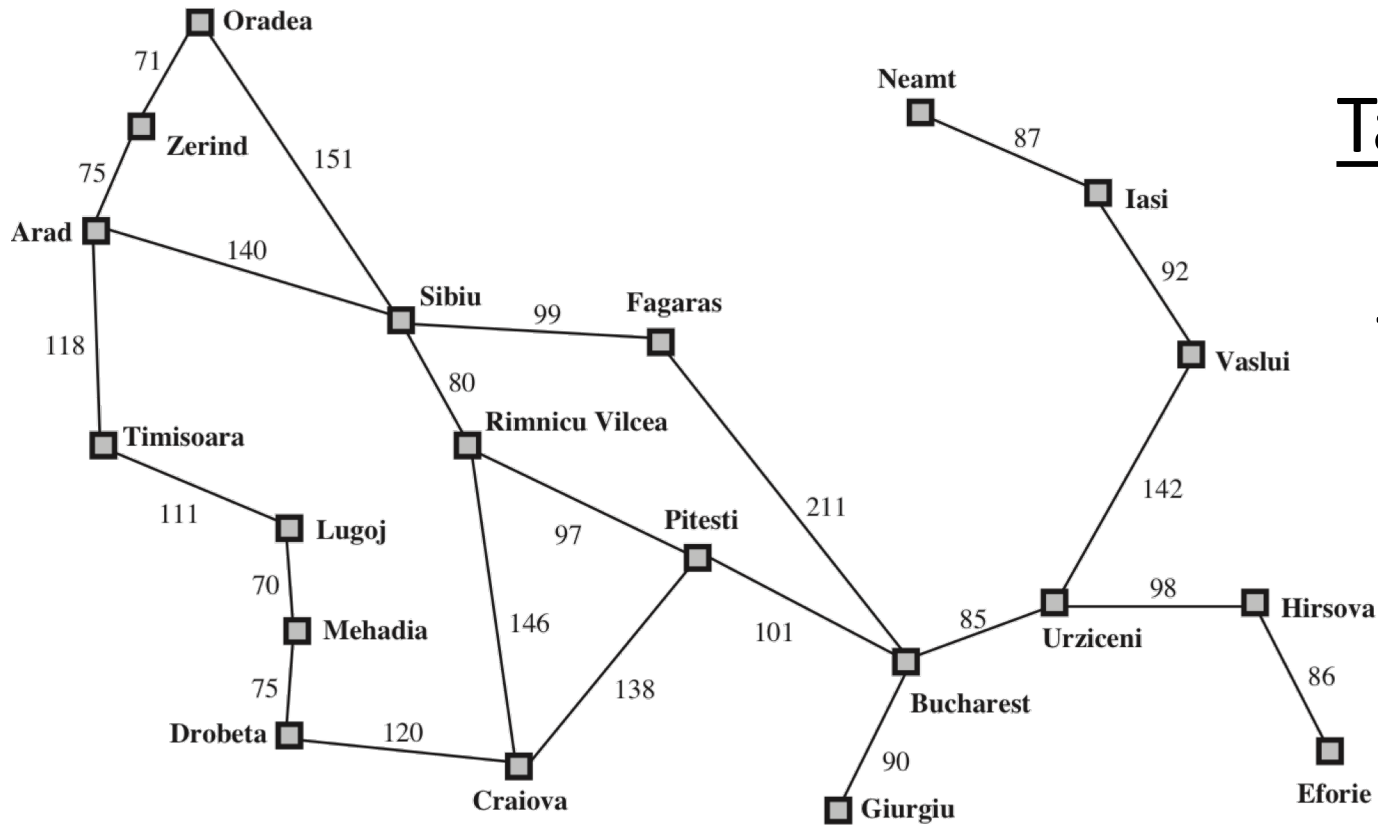 Oradea
71
Neamt
87
Zerind
151
75
Iasi
Arad
140
92
Sibiu
Fagaras
99
118
Vaslui
80
Rimnicu Vilcea
Timisoara
142
211
111
Lugoj
97
Pitesti
70
98
Hirsova
146
101
85
Mehadia
Urziceni
86
75
138
Bucharest
Drobeta
120
90
Craiova
Giurgiu
Eforie